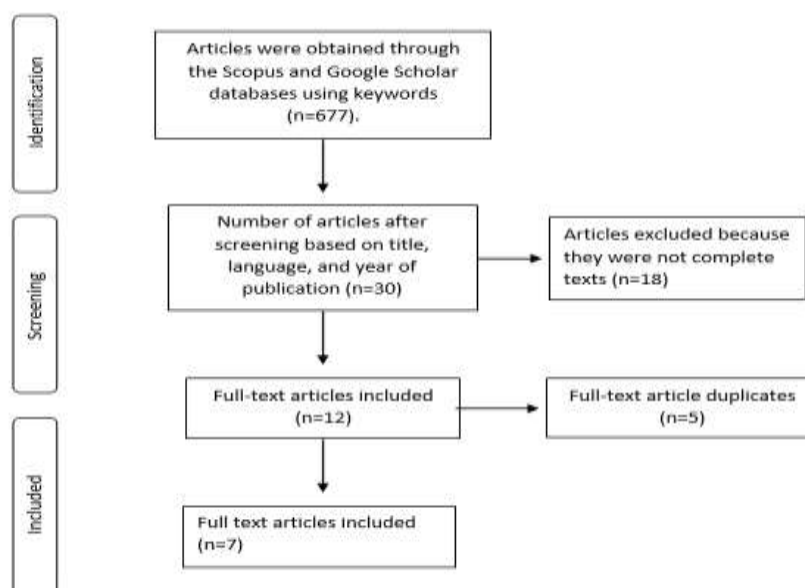 Identification
Articles were obtained through
the Scopus and Google Scholar
databases using keywords
(n=677).
Screening
Number of articles after
screening based on title,
language, and year of
publication (n=30)
Articles excluded because
they were not complete
texts (n=18)
Full-text articles included
(n=12)
Full-text article duplicates
(n=5)
Included
Full text articles included
(n=7)